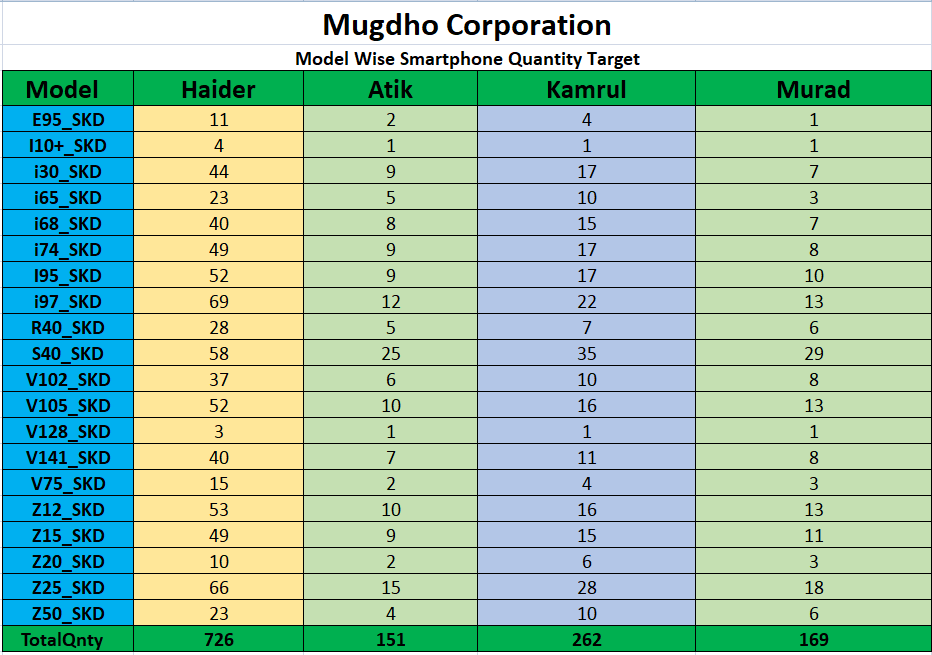 Mugdho Corporation
Model Wise Smartphone Quantity Target
Model Haider Atik Kamrul Murad
E95_SKD 11 2 4 1
I10+_SKD 4 1 1 1
i30_SKD 44 9 17 7
i65_SKD 23 5 10 3
i68_SKD 40 8 15 7
i74_SKD 49 9 17 8
I95_SKD 52 9 17 10
i97_SKD 69 12 22 13
R40_SKD 28 5 7 6
S40_SKD 58 25 35 29
V102_SKD 37 6 10 8
V105_SKD 52 10 16 13
V128_SKD 3 1 1 1
V141_SKD 40 7 11 8
V75_SKD 15 2 4 3
Z12_SKD 53 10 16 13
Z15_SKD 49 9 15 11
Z20_SKD 10 2 6 3
Z25_SKD 66 15 28 18
Z50_SKD 23 4 10 6
TotalQnty 726 151 262 169